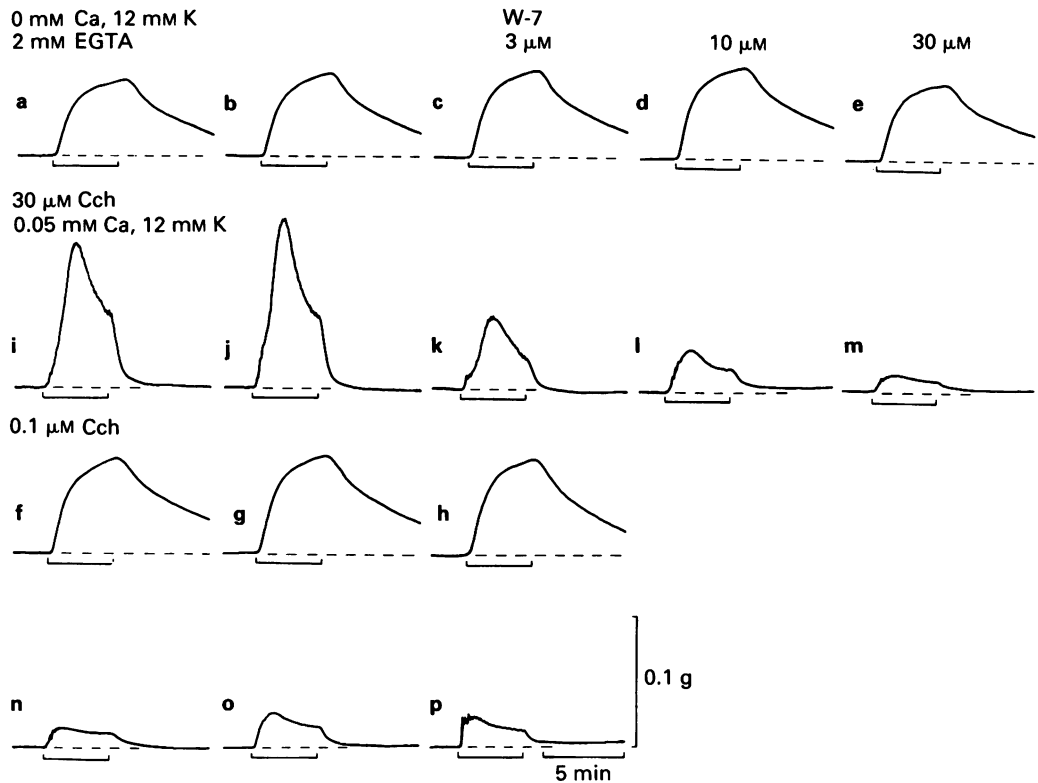 0 mM Ca, 12 mM K
2 mM EGTA
W-7
3 μM
10 μM
30 μM
a
b
c
d
e
30 μM Cch
0.05 mM Ca, 12 mM K
i
j
k
l
m
0.1 μM Cch
f
g
h
n
o
p
0.1 g
5 min